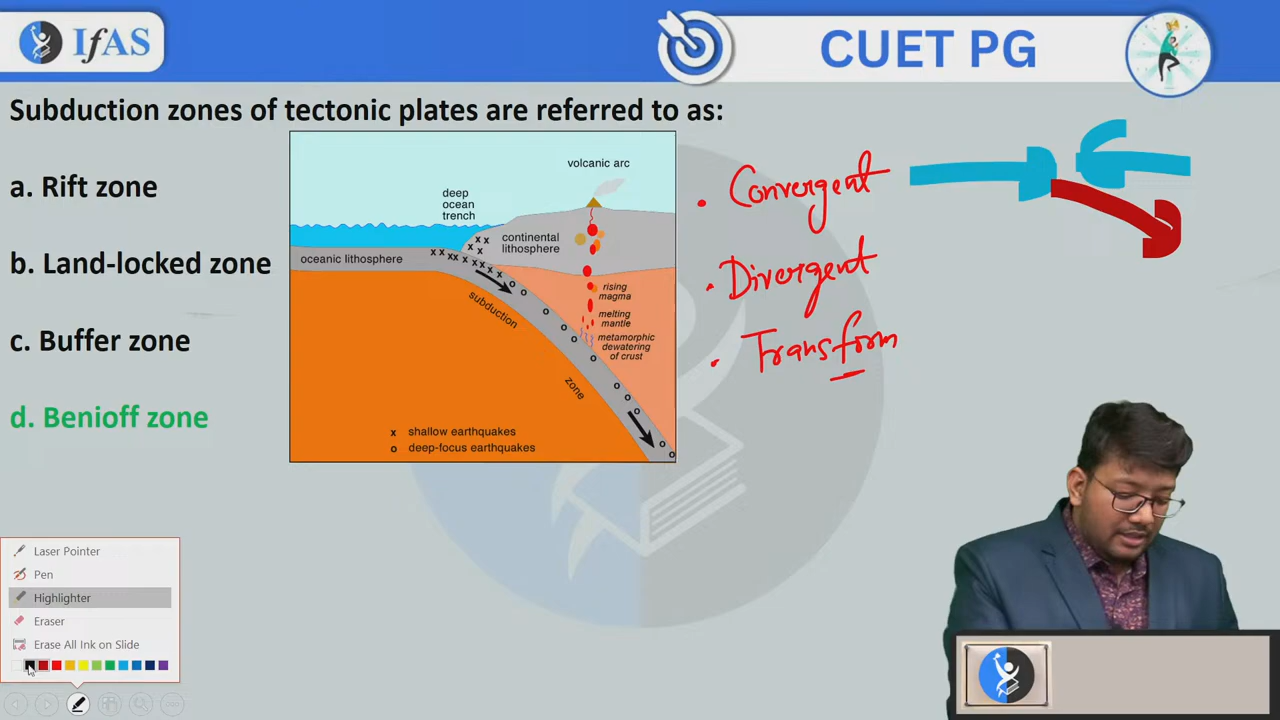 IfAS
CUET PG
Subduction zones of tectonic plates are referred to as:
a. Rift zone
b. Land-locked zone
c. Buffer zone
d. Benioff zone
volcanic arc
deep
ocean
trench
continental
lithosphere
oceanic lithosphere
subduction
zone
rising
magma
melting
mantle
metamorphic
dewatering
of crust
x shallow earthquakes
o deep-focus earthquakes
• Convergent
• Divergent
• Transform
Laser Pointer
Pen
Highlighter
Eraser
Erase All Ink on Slide